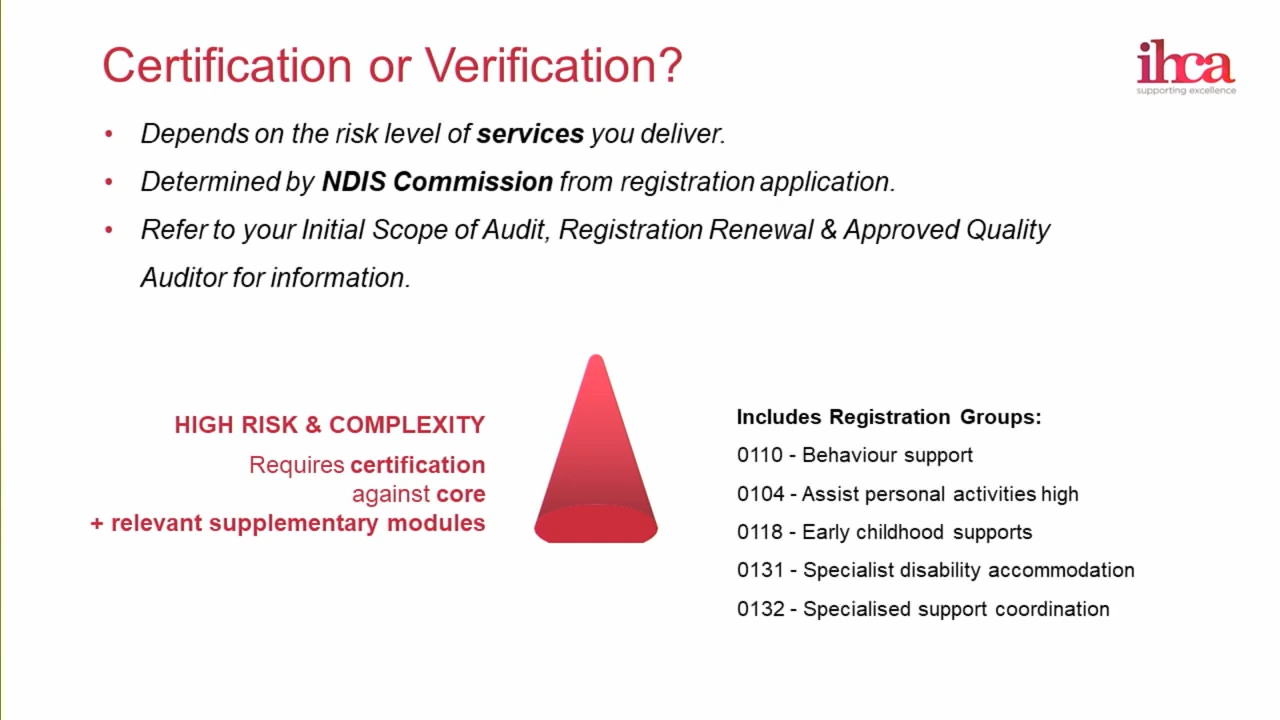 Certification or Verification?
ihca
supporting excellence
• Depends on the risk level of services you deliver.
• Determined by NDIS Commission from registration application.
• Refer to your Initial Scope of Audit, Registration Renewal & Approved Quality
Auditor for information.
HIGH RISK & COMPLEXITY
Requires certification
against core
+ relevant supplementary modules
Includes Registration Groups:
0110 - Behaviour support
0104 - Assist personal activities high
0118 - Early childhood supports
0131 - Specialist disability accommodation
0132 - Specialised support coordination